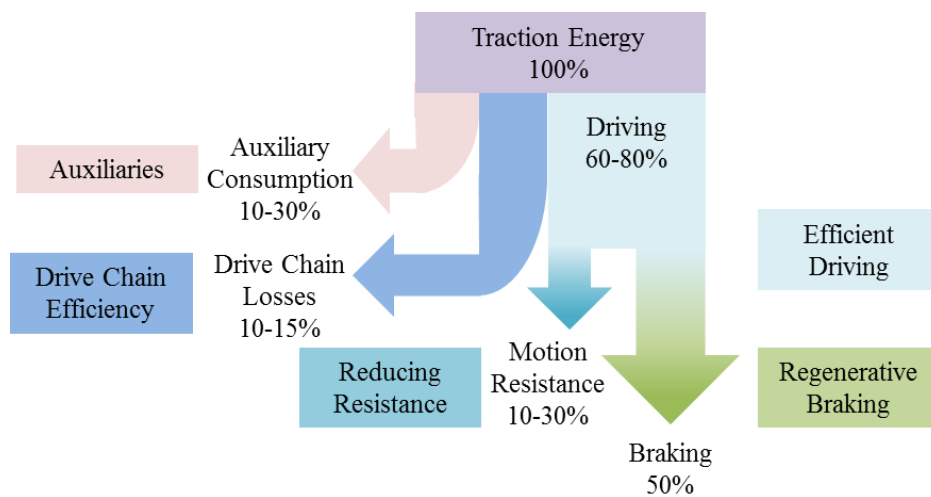 Traction Energy
100%
Driving
60-80%
Auxiliaries
Auxiliary
Consumption
10-30%
Efficient
Driving
Drive Chain
Efficiency
Drive Chain
Losses
10-15%
Reducing
Resistance
Motion
Resistance
10-30%
Regenerative
Braking
Braking
50%